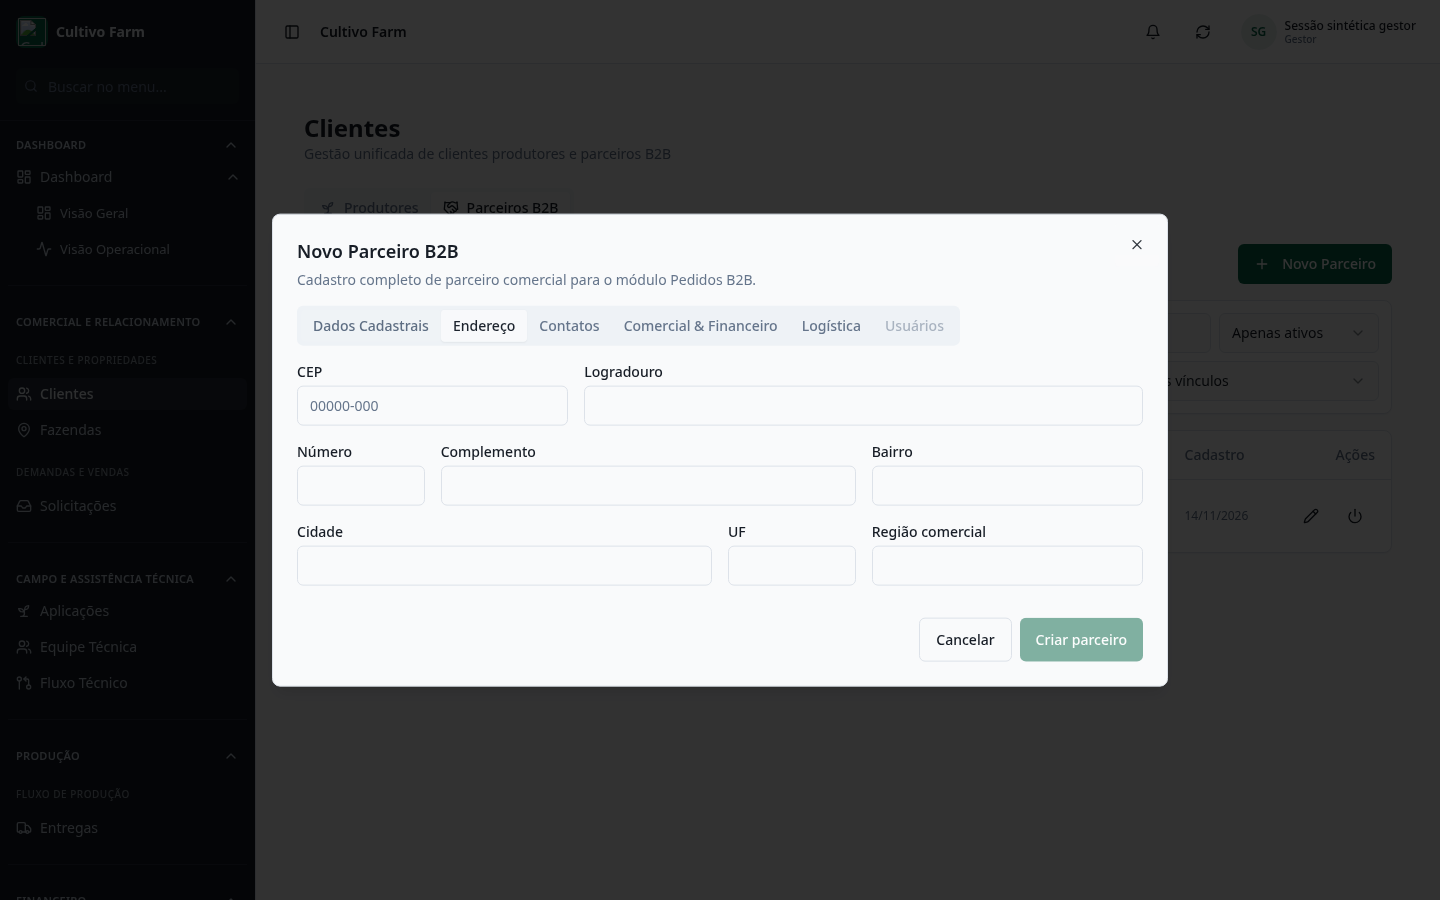 Cultivo Farm
Buscar no menu...
DASHBOARD
Dashboard
Visão Geral
Visão Operacional
COMERCIAL E RELACIONAMENTO
CLIENTES E PROPRIEDADES
Clientes
Fazendas
DEMANDAS E VENDAS
Solicitações
CAMPO E ASSISTÊNCIA TÉCNICA
Aplicações
Equipe Técnica
Fluxo Técnico
PRODUÇÃO
FLUXO DE PRODUÇÃO
Entregas
Cultivo Farm
SG
Sessão sintética gestor
Gestor
Clientes
Gestão unificada de clientes produtores e parceiros B2B
Produtores
Parceiros B2B
Novo Parceiro
Apenas ativos
vínculos
Cadastro
Ações
14/11/2026
Novo Parceiro B2B
Cadastro completo de parceiro comercial para o módulo Pedidos B2B.
Dados Cadastrais
Endereço
Contatos
Comercial & Financeiro
Logística
Usuários
CEP
Logradouro
00000-000
Número
Complemento
Bairro
Cidade
UF
Região comercial
Cancelar
Criar parceiro